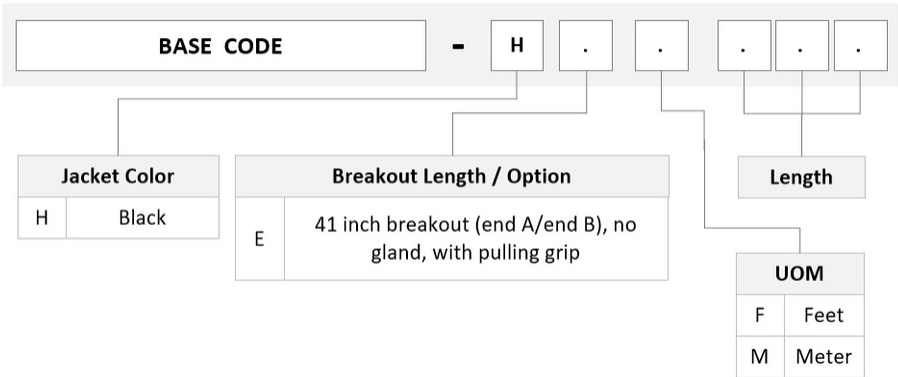 BASE CODE - H . . . . .
Jacket Color
H Black
Breakout Length / Option
E 41 inch breakout (end A/end B), no
gland, with pulling grip
Length
UOM
F Feet
M Meter